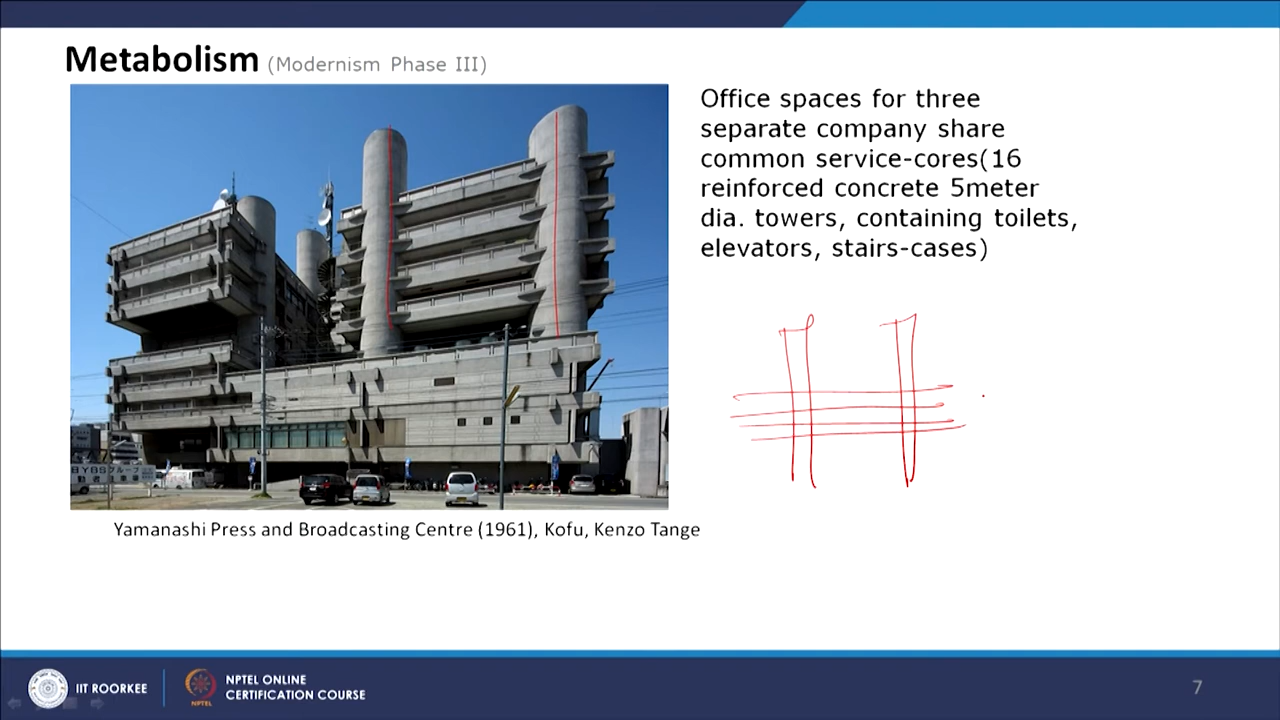 Metabolism (Modernism Phase III)
Office spaces for three
separate company share
common service-cores(16
reinforced concrete 5meter
dia. towers, containing toilets,
elevators, stairs-cases)
Yamanashi Press and Broadcasting Centre (1961), Kofu, Kenzo Tange
IIT ROORKEE
NPTEL ONLINE
CERTIFICATION COURSE
NPTEL
7